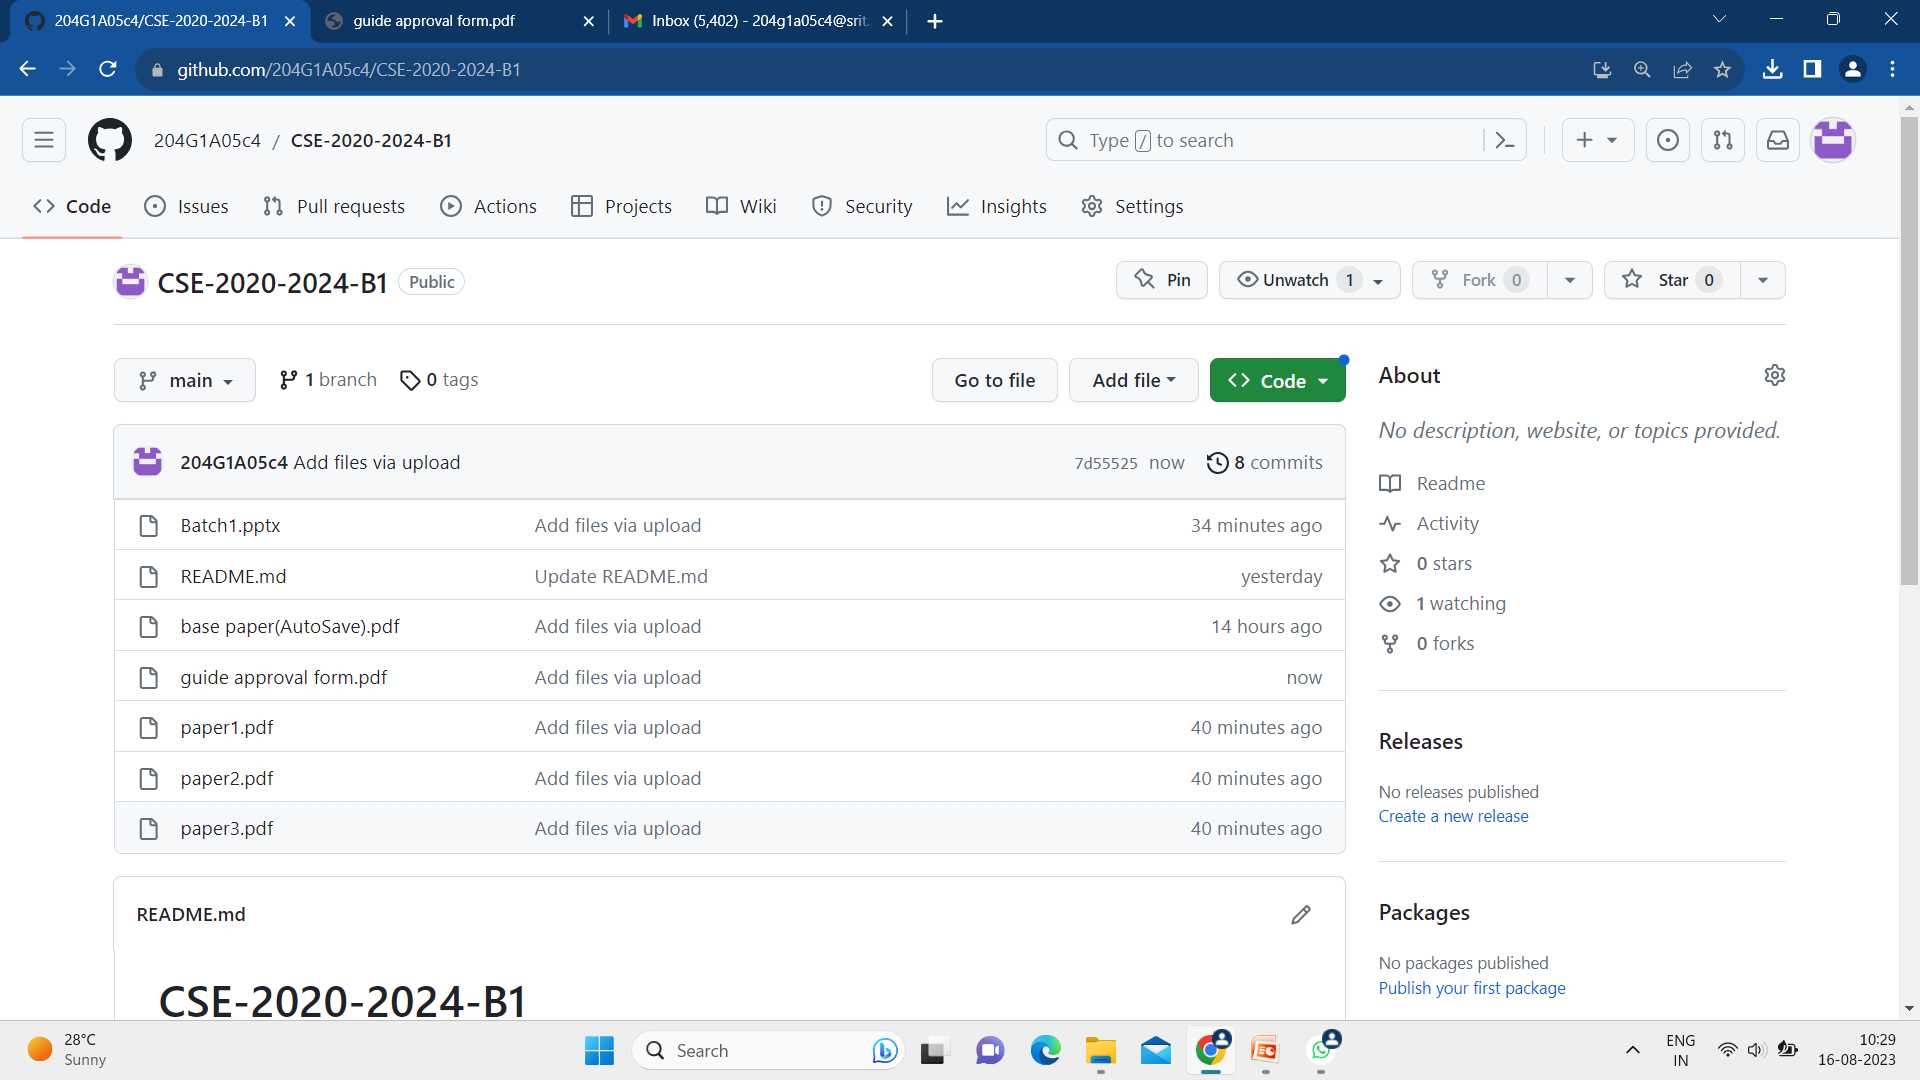 204G1A05c4/CSE-2020-2024-B1
guide approval form.pdf
Inbox (5,402) - 204g1a05c4@srit
github.com/204G1A05c4/CSE-2020-2024-B1
204G1A05c4 / CSE-2020-2024-B1
Type / to search
Code Issues Pull requests Actions Projects Wiki Security Insights Settings
CSE-2020-2024-B1 Public
Pin Unwatch 1 Fork 0 Star 0
main 1 branch 0 tags
Go to file Add file Code
204G1A05c4 Add files via upload 7d55525 now 8 commits
Batch1.pptx Add files via upload 34 minutes ago
README.md Update README.md yesterday
base paper(AutoSave).pdf Add files via upload 14 hours ago
guide approval form.pdf Add files via upload now
paper1.pdf Add files via upload 40 minutes ago
paper2.pdf Add files via upload 40 minutes ago
paper3.pdf Add files via upload 40 minutes ago
README.md
CSE-2020-2024-B1
About
No description, website, or topics provided.
Readme
Activity
0 stars
1 watching
0 forks
Releases
No releases published
Create a new release
Packages
No packages published
Publish your first package
28°C
Sunny
Search
ENG
IN
10:29
16-08-2023